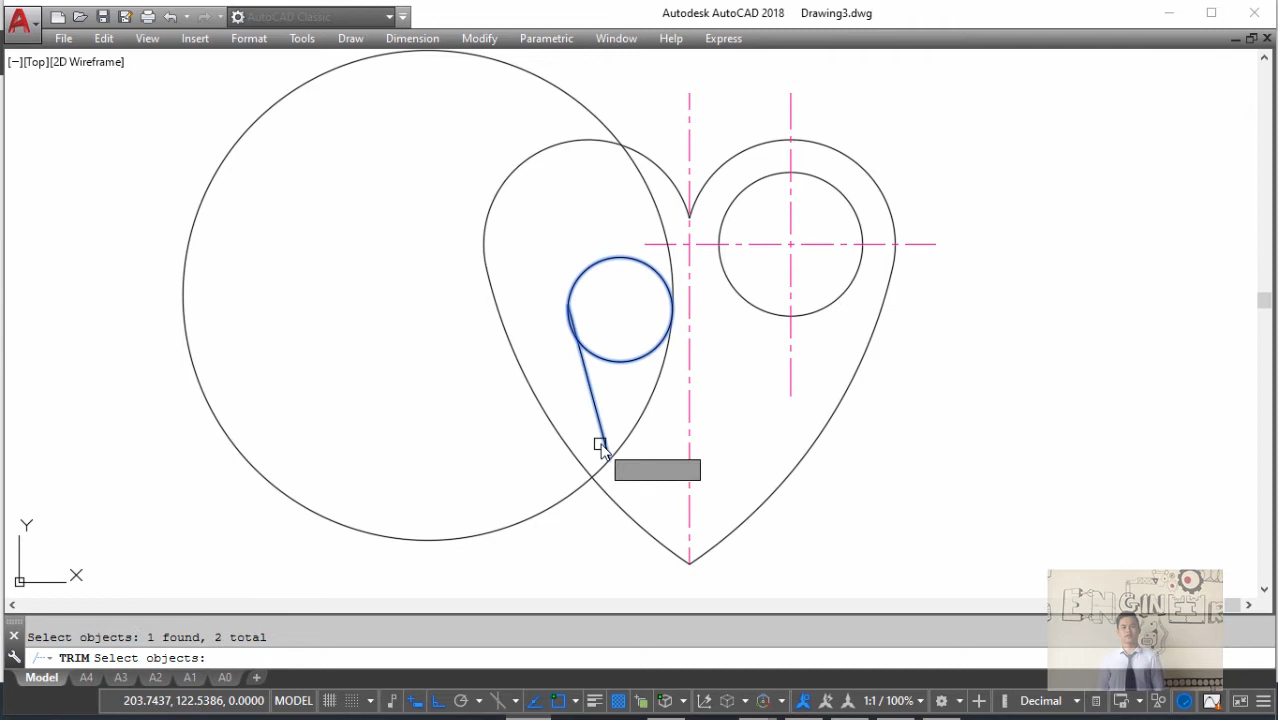 AutoCAD Classic
Autodesk AutoCAD 2018 Drawing3.dwg
File Edit View Insert Format Tools Draw Dimension Modify Parametric Window Help Express
[−][Top][2D Wireframe]
Y
X
ENGINEER
Select objects: 1 found, 2 total
TRIM Select objects:
Model A4 A3 A2 A1 A0 +
203.7437, 122.5386, 0.0000 MODEL 1:1 / 100% Decimal